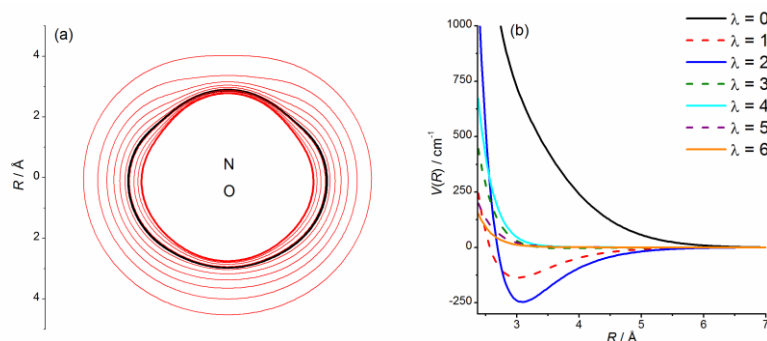 (a)
R / Å
4
2
0
2
4
N
O
(b)
V(R) / cm⁻¹
1000
750
500
250
0
-250
3 4 5 6 7
R / Å
λ = 0
λ = 1
λ = 2
λ = 3
λ = 4
λ = 5
λ = 6